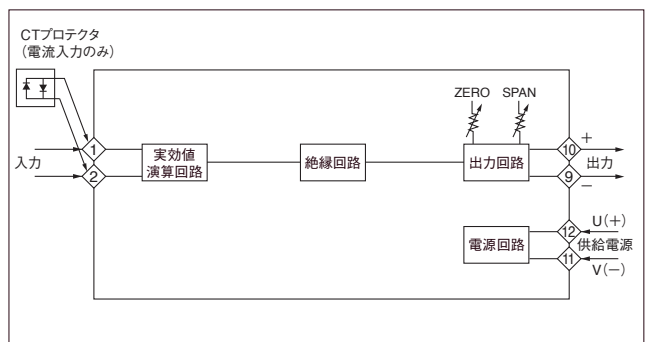 CTプロテクタ
(電流入力のみ)
ZERO SPAN
入力
1
2
実効値
演算回路
絶縁回路
出力回路
10
+
出力
9
−
電源回路
12
U(+)
供給電源
11
V(−)